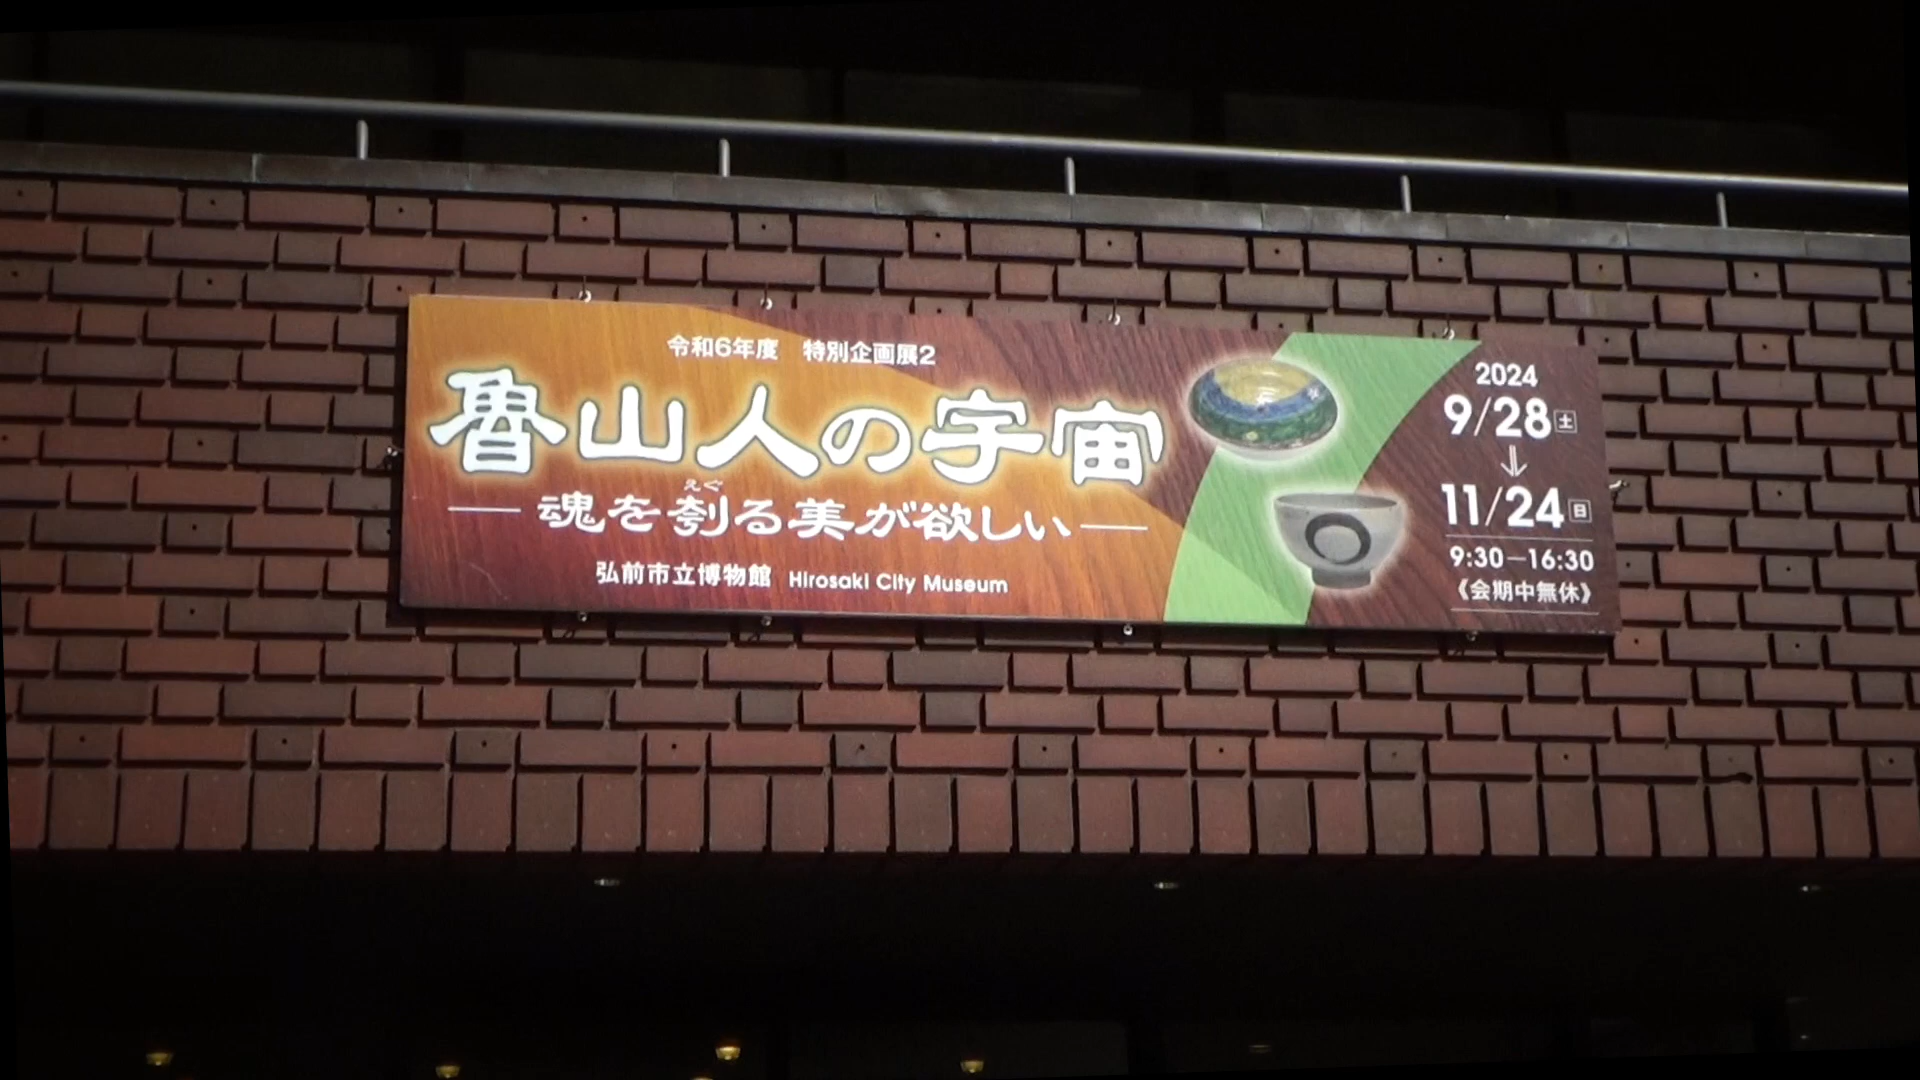 令和6年度 特別企画展2
魯山人の宇宙
えぐ
―魂を刳る美が欲しい―
弘前市立博物館 Hirosaki City Museum
2024
9/28土
↓
11/24日
9:30―16:30
《会期中無休》